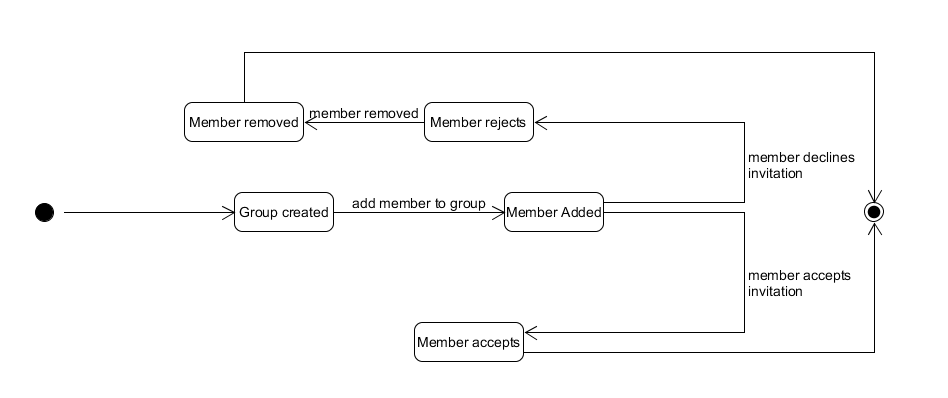 member removed
Member removed
Member rejects
member declines
invitation
add member to group
Group created
Member Added
member accepts
invitation
Member accepts